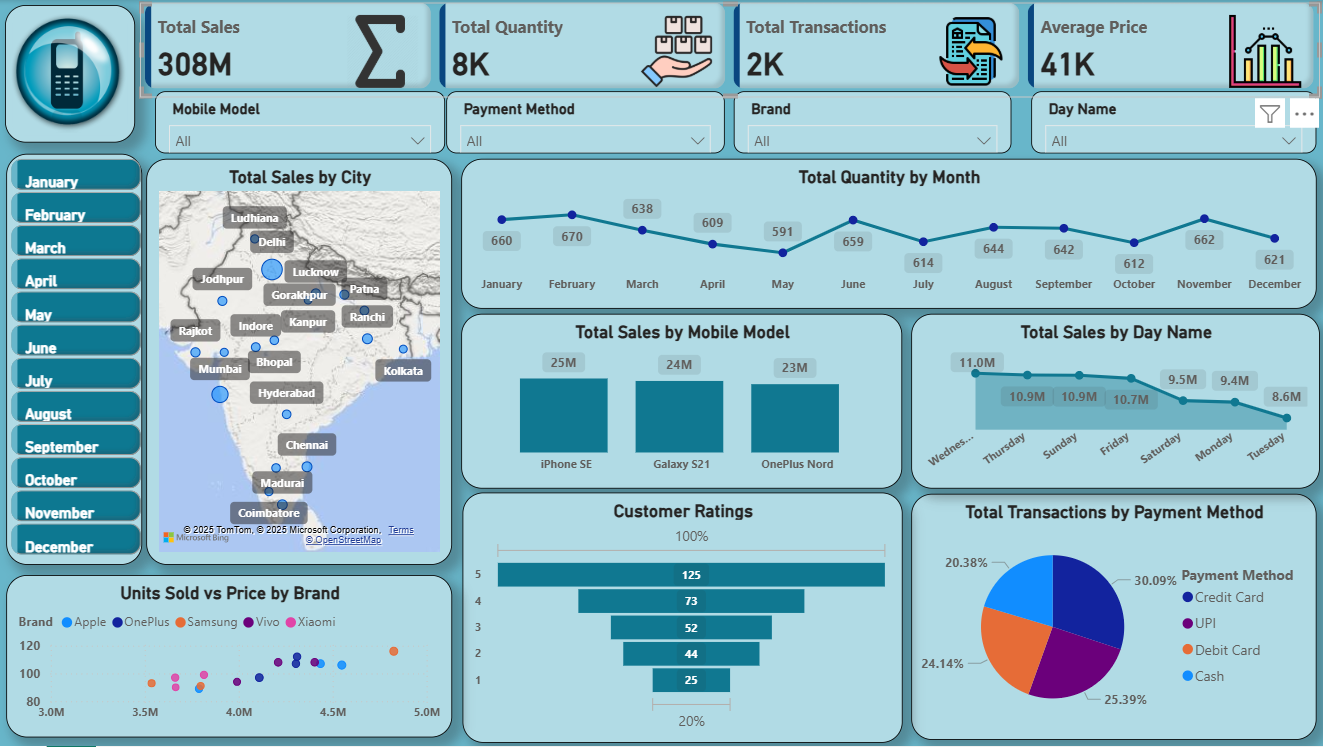 Total Sales
308M
Total Quantity
8K
Total Transactions
2K
Average Price
41K
Mobile Model
All
Payment Method
All
Brand
All
Day Name
All
January
February
March
April
May
June
July
August
September
October
November
December
Total Sales by City
Ludhiana
Delhi
Lucknow
Jodhpur
Gorakhpur
Patna
Rajkot
Indore
Kanpur
Ranchi
Mumbai
Bhopal
Kolkata
Hyderabad
Chennai
Madurai
Coimbatore
© 2025 TomTom, © 2025 Microsoft Corporation, Terms
Microsoft Bing
© OpenStreetMap
Total Quantity by Month
660
670
638
609
591
659
614
644
642
612
662
621
January February March April May June July August September October November December
Total Sales by Mobile Model
25M
24M
23M
iPhone SE
Galaxy S21
OnePlus Nord
Total Sales by Day Name
11.0M
10.9M
10.9M
10.7M
9.5M
9.4M
8.6M
Wednes...
Thursday
Sunday
Friday
Saturday
Monday
Tuesday
Units Sold vs Price by Brand
Brand Apple OnePlus Samsung Vivo Xiaomi
120
100
80
3.0M 3.5M 4.0M 4.5M 5.0M
Customer Ratings
100%
5 125
4 73
3 52
2 44
1 25
20%
Total Transactions by Payment Method
20.38%
30.09%
24.14%
25.39%
Payment Method
Credit Card
UPI
Debit Card
Cash